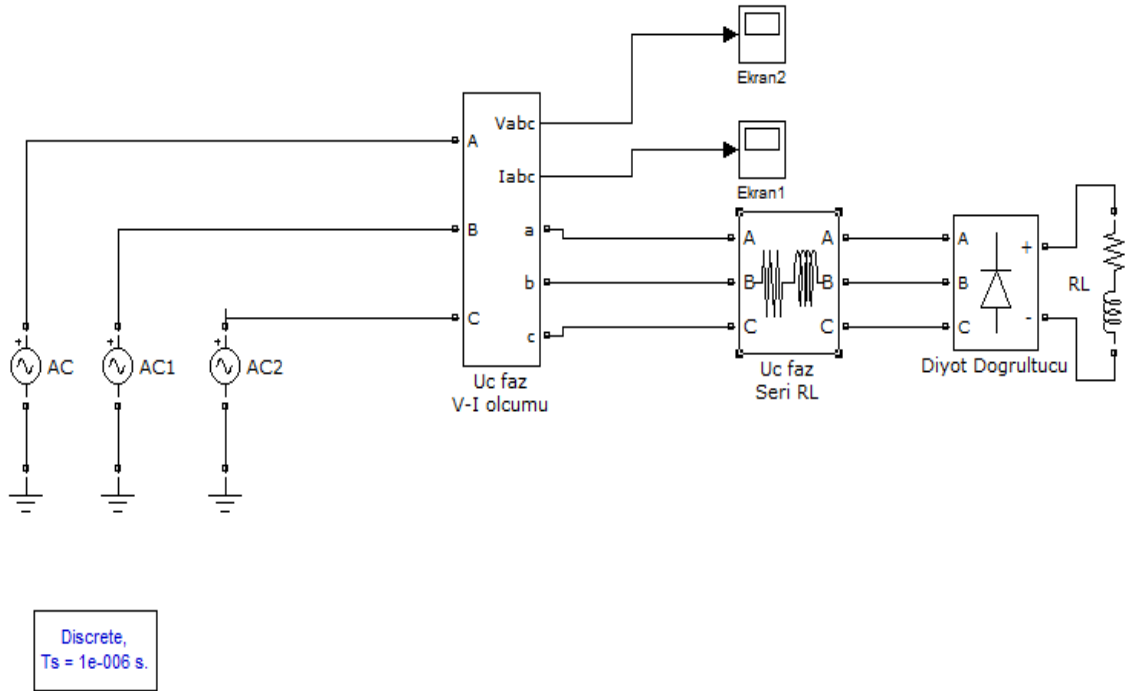 Ekran2
Vabc
A
Iabc
Ekran1
B
a
A
A
A
+
b
B
B
B
RL
C
c
C
C
C
-
+
AC
+
AC1
+
AC2
Uc faz
V-I olcumu
Uc faz
Seri RL
Diyot Dogrultucu
Discrete,
Ts = 1e-006 s.